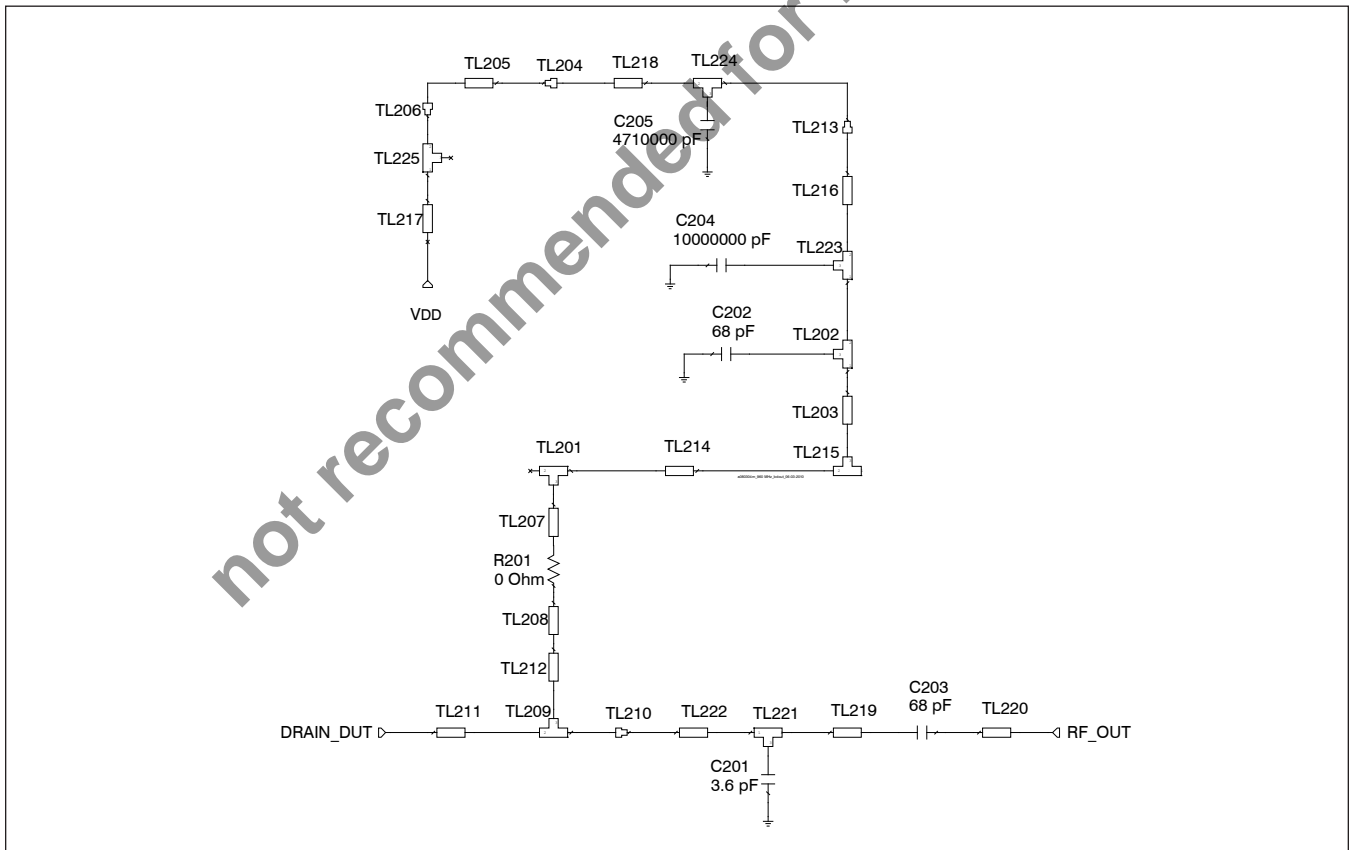 not recommended for
TL205
TL204
TL218
TL224
TL206
C205
4710000 pF
TL213
TL225
TL216
TL217
C204
10000000 pF
TL223
VDD
C202
68 pF
TL202
TL203
TL201
TL214
TL215
TL207
R201
0 Ohm
TL208
TL212
C203
68 pF
DRAIN_DUT
TL211
TL209
TL210
TL222
TL221
TL219
TL220
RF_OUT
C201
3.6 pF